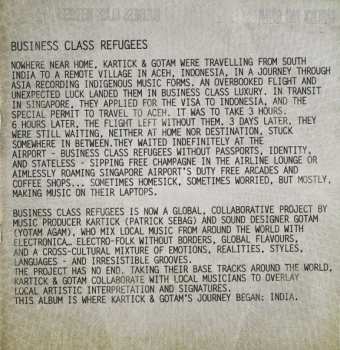 BUSINESS CLASS REFUGEES
NOWHERE NEAR HOME, KARTICK & GOTAM WERE TRAVELLING FROM SOUTH
INDIA TO A REMOTE VILLAGE IN ACEH, INDONESIA, IN A JOURNEY THROUGH
ASIA RECORDING INDIGENOUS MUSIC FORMS. AN OVERBOOKED FLIGHT AND
UNEXPECTED LUCK LANDED THEM IN BUSINESS CLASS LUXURY. IN TRANSIT
IN SINGAPORE, THEY APPLIED FOR THE VISA TO INDONESIA, AND THE
SPECIAL PERMIT TO TRAVEL TO ACEH. IT WAS TO TAKE 3 HOURS.
6 HOURS LATER, THE FLIGHT LEFT WITHOUT THEM. 3 DAYS LATER, THEY
WERE STILL WAITING, NEITHER AT HOME NOR DESTINATION, STUCK
SOMEWHERE IN BETWEEN.THEY WAITED INDEFINITELY AT THE
AIRPORT - BUSINESS CLASS REFUGEES WITHOUT PASSPORTS, IDENTITY,
AND STATELESS - SIPPING FREE CHAMPAGNE IN THE AIRLINE LOUNGE OR
AIMLESSLY ROAMING SINGAPORE AIRPORT'S DUTY FREE ARCADES AND
COFFEE SHOPS... SOMETIMES HOMESICK, SOMETIMES WORRIED, BUT MOSTLY,
MAKING MUSIC ON THEIR LAPTOPS.
BUSINESS CLASS REFUGEES IS NOW A GLOBAL, COLLABORATIVE PROJECT BY
MUSIC PRODUCER KARTICK (PATRICK SEBAG) AND SOUND DESIGNER GOTAM
(YOTAM AGAM), WHO MIX LOCAL MUSIC FROM AROUND THE WORLD WITH
ELECTRONICA… ELECTRO-FOLK WITHOUT BORDERS, GLOBAL FLAVOURS,
AND A CROSS-CULTURAL MIXTURE OF EMOTIONS, REALITIES, STYLES,
LANGUAGES - AND IRRESISTIBLE GROOVES.
THE PROJECT HAS NO END. TAKING THEIR BASE TRACKS AROUND THE WORLD,
KARTICK & GOTAM COLLABORATE WITH LOCAL MUSICIANS TO OVERLAY
LOCAL ARTISTIC INTERPRETATION AND SIGNATURES.
THIS ALBUM IS WHERE KARTICK & GOTAM'S JOURNEY BEGAN: INDIA.